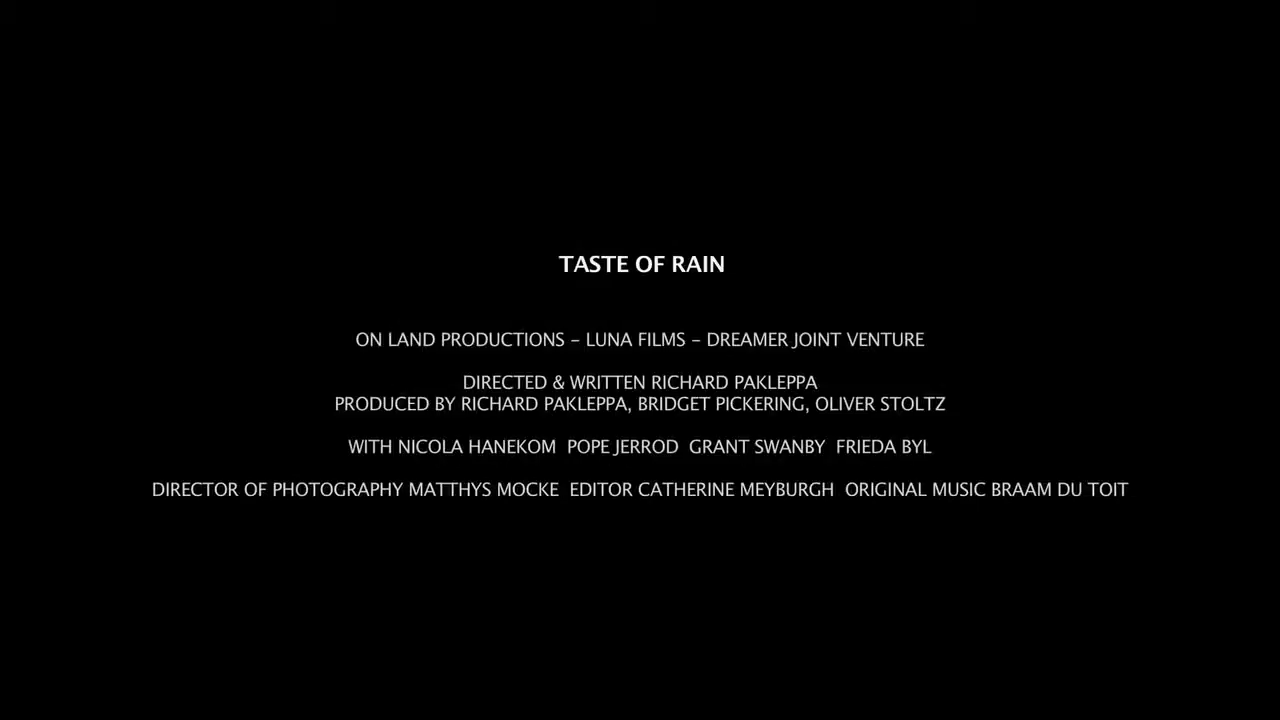 TASTE OF RAIN
ON LAND PRODUCTIONS – LUNA FILMS – DREAMER JOINT VENTURE
DIRECTED & WRITTEN RICHARD PAKLEPPA
PRODUCED BY RICHARD PAKLEPPA, BRIDGET PICKERING, OLIVER STOLTZ
WITH NICOLA HANEKOM  POPE JERROD  GRANT SWANBY  FRIEDA BYL
DIRECTOR OF PHOTOGRAPHY MATTHYS MOCKE  EDITOR CATHERINE MEYBURGH  ORIGINAL MUSIC BRAAM DU TOIT